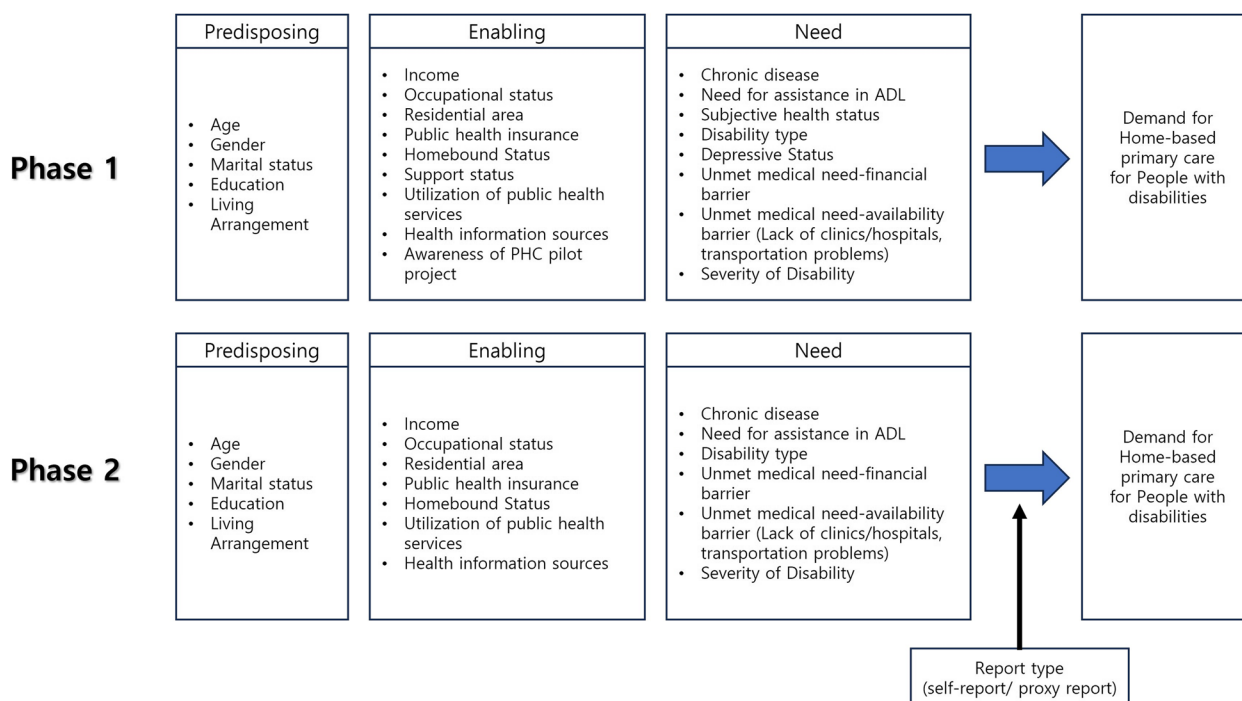 Phase 1
Predisposing
• Age
• Gender
• Marital status
• Education
• Living
Arrangement
Enabling
• Income
• Occupational status
• Residential area
• Public health insurance
• Homebound Status
• Support status
• Utilization of public health
services
• Health information sources
• Awareness of PHC pilot
project
Need
• Chronic disease
• Need for assistance in ADL
• Subjective health status
• Disability type
• Depressive Status
• Unmet medical need-financial
barrier
• Unmet medical need-availability
barrier (Lack of clinics/hospitals,
transportation problems)
• Severity of Disability
Demand for
Home-based
primary care
for People with
disabilities
Phase 2
Predisposing
• Age
• Gender
• Marital status
• Education
• Living
Arrangement
Enabling
• Income
• Occupational status
• Residential area
• Public health insurance
• Homebound Status
• Utilization of public health
services
• Health information sources
Need
• Chronic disease
• Need for assistance in ADL
• Disability type
• Unmet medical need-financial
barrier
• Unmet medical need-availability
barrier (Lack of clinics/hospitals,
transportation problems)
• Severity of Disability
Demand for
Home-based
primary care
for People with
disabilities
Report type
(self-report/ proxy report)